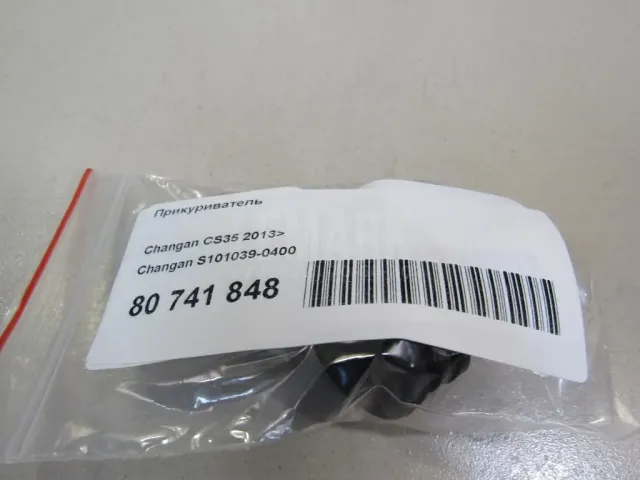 Прикуриватель
Changan CS35 2013>
Changan S101039-0400
80 741 848